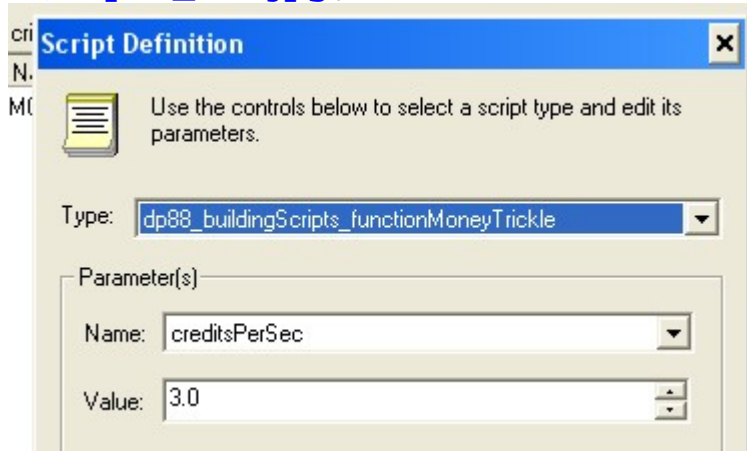 cri
Script Definition
N.
Use the controls below to select a script type and edit its
parameters.
Type: dp88_buildingScripts_functionMoneyTrickle
Parameter(s)
Name: creditsPerSec
Value: 3.0